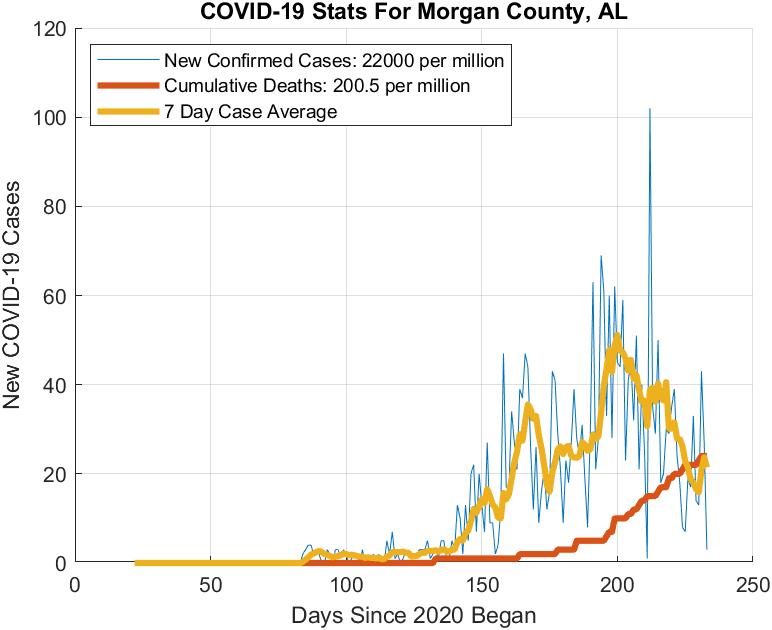 COVID-19 Stats For Morgan County, AL
New Confirmed Cases: 22000 per million
Cumulative Deaths: 200.5 per million
7 Day Case Average
120
100
80
60
40
20
0
New COVID-19 Cases
0 50 100 150 200 250
Days Since 2020 Began